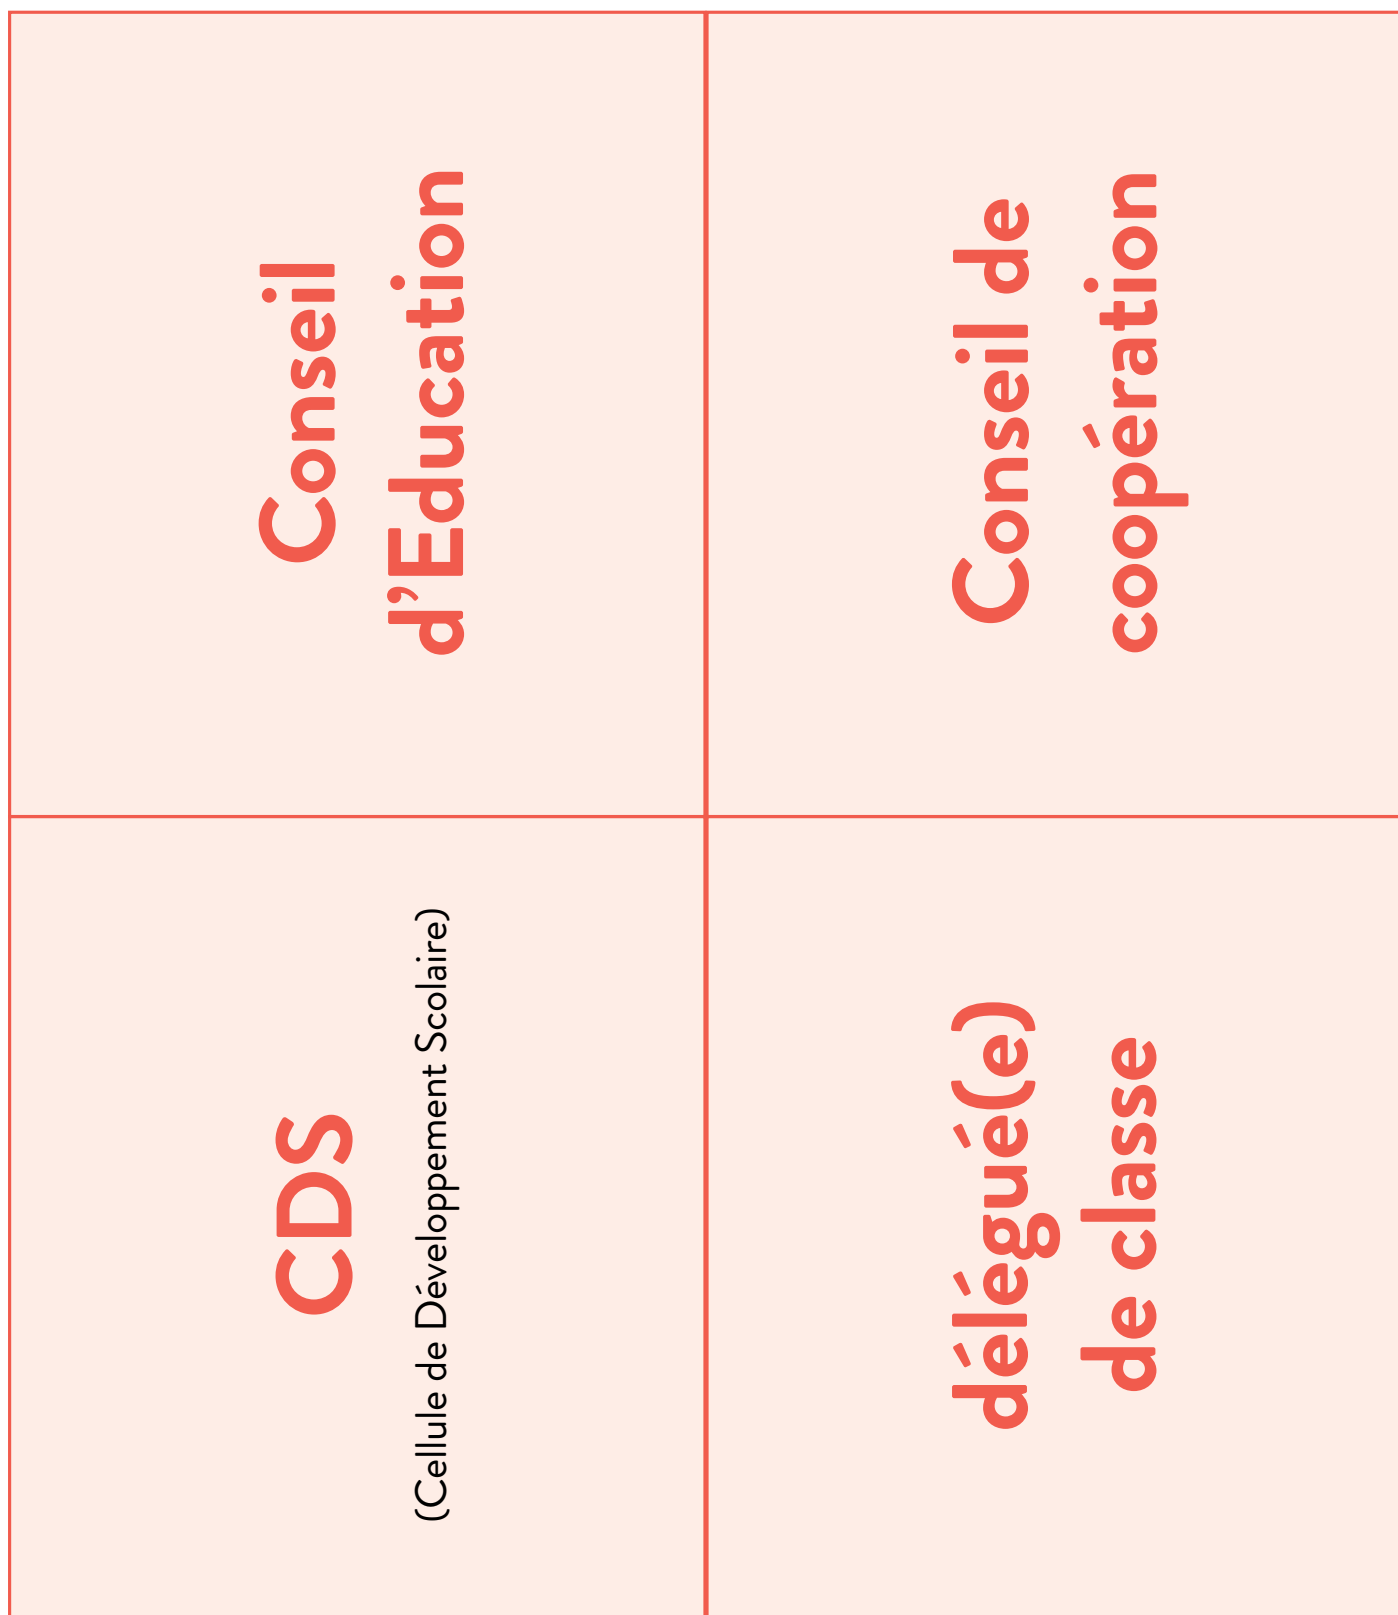 CDS
(Cellule de Développement Scolaire)
Conseil
d’Education
délégué(e)
de classe
Conseil de
coopération